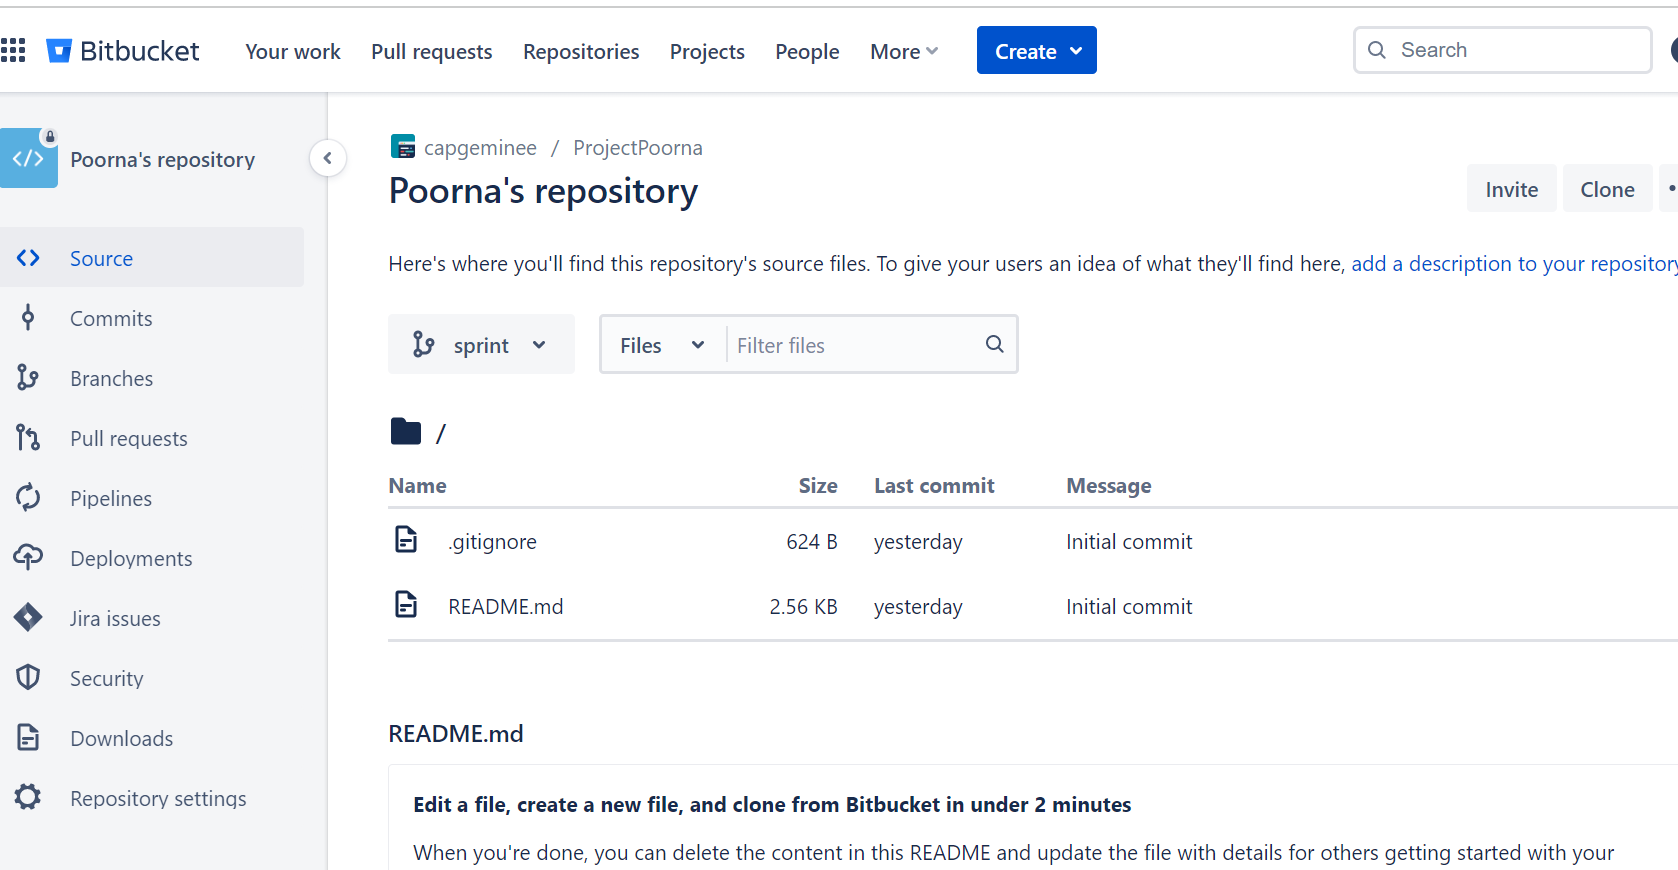 Bitbucket Your work Pull requests Repositories Projects People More Create Search
Poorna's repository
Source
Commits
Branches
Pull requests
Pipelines
Deployments
Jira issues
Security
Downloads
Repository settings
capgeminee / ProjectPoorna
Poorna's repository
Invite Clone
Here's where you'll find this repository's source files. To give your users an idea of what they'll find here, add a description to your repository
sprint Files Filter files
/
Name Size Last commit Message
.gitignore 624 B yesterday Initial commit
README.md 2.56 KB yesterday Initial commit
README.md
Edit a file, create a new file, and clone from Bitbucket in under 2 minutes
When you're done, you can delete the content in this README and update the file with details for others getting started with your